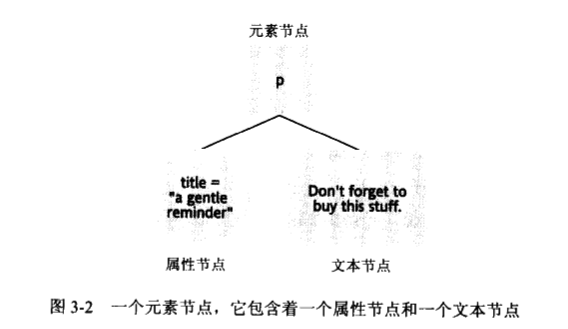 元素节点
p
title =
"a gentle
reminder"
Don't forget to
buy this stuff.
属性节点
文本节点
图 3-2 一个元素节点，它包含着一个属性节点和一个文本节点